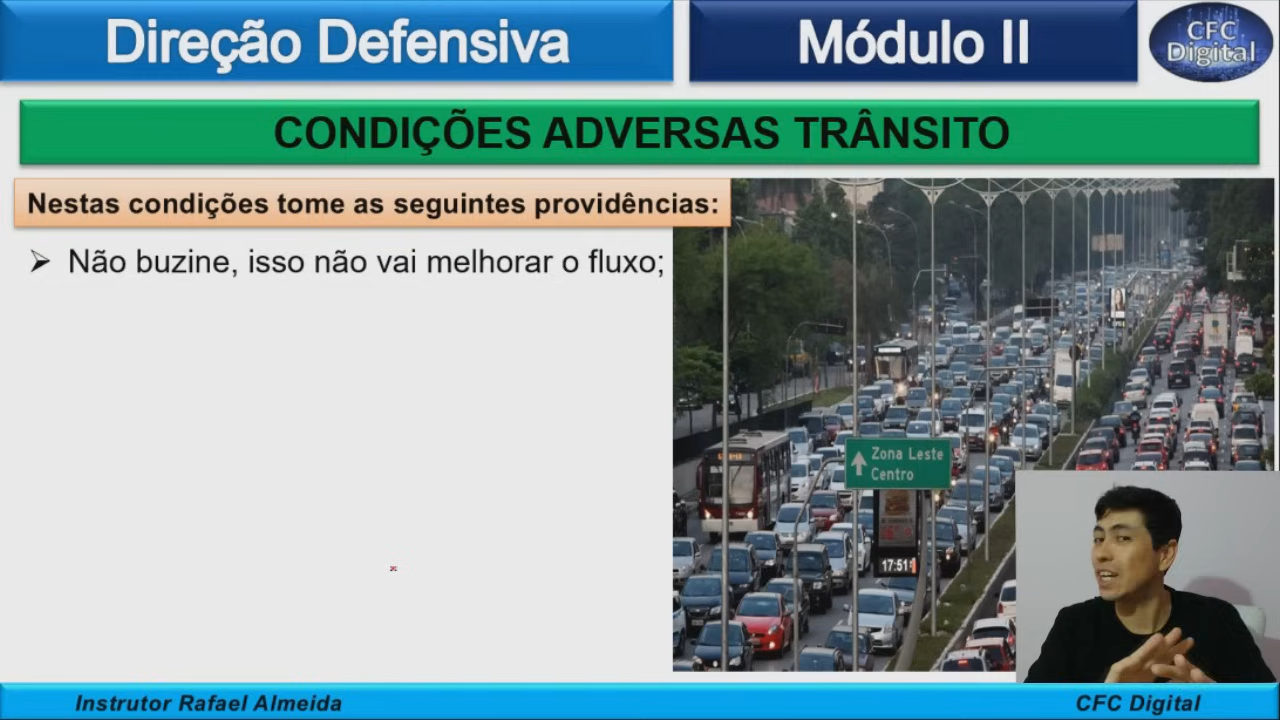 Direção Defensiva
Módulo II
CFC
Digital
CONDIÇÕES ADVERSAS TRÂNSITO
Nestas condições tome as seguintes providências:
Não buzine, isso não vai melhorar o fluxo;
Zona Leste
Centro
17:51
Instrutor Rafael Almeida
CFC Digital